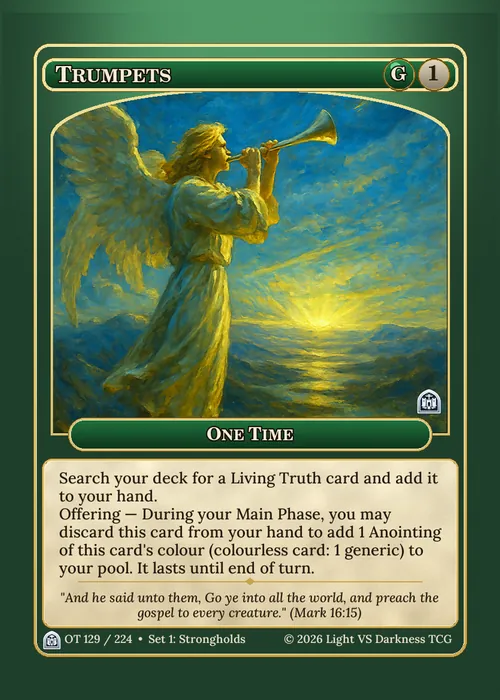 Trumpets
G 1
One Time
Search your deck for a Living Truth card and add it
to your hand.
Offering — During your Main Phase, you may
discard this card from your hand to add 1 Anointing
of this card's colour (colourless card: 1 generic) to
your pool. It lasts until end of turn.
"And he said unto them, Go ye into all the world, and preach the
gospel to every creature." (Mark 16:15)
OT 129 / 224 • Set 1: Strongholds © 2026 Light VS Darkness TCG